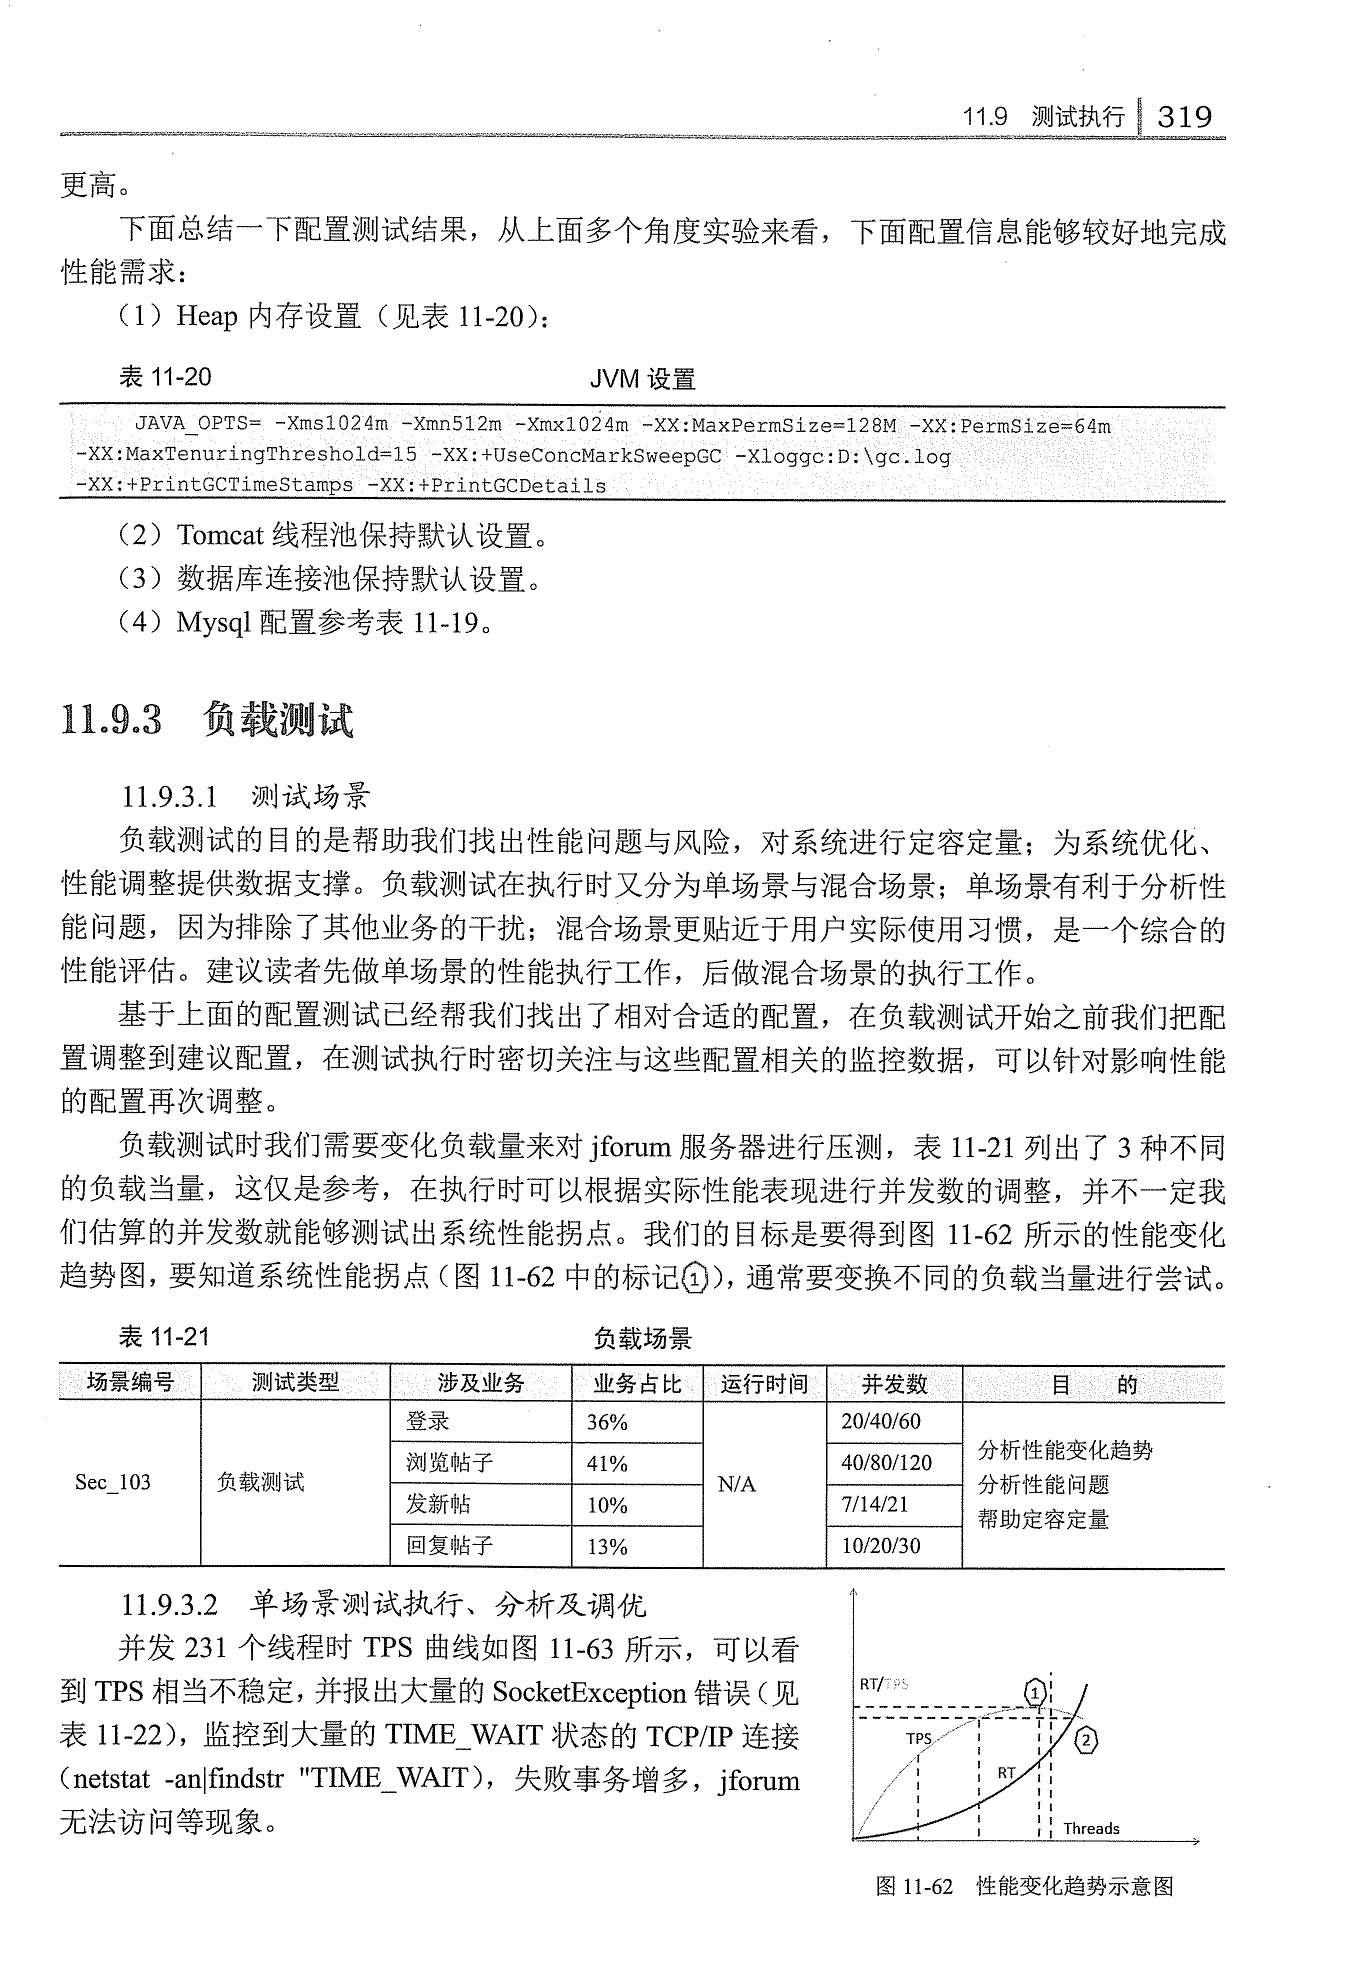 11.9 测试执行 319
更高。
下面总结一下配置测试结果，从上面多个角度实验来看，下面配置信息能够较好地完成
性能需求：
（1）Heap 内存设置（见表 11-20）：
表 11-20 JVM 设置
JAVA_OPTS= -Xms1024m -Xmn512m -Xmx1024m -XX:MaxPermSize=128M -XX:PermSize=64m
-XX:MaxTenuringThreshold=15 -XX:+UseConcMarkSweepGC -Xloggc:D:\gc.log
-XX:+PrintGCTimeStamps -XX:+PrintGCDetails
（2）Tomcat 线程池保持默认设置。
（3）数据库连接池保持默认设置。
（4）Mysql 配置参考表 11-19。
11.9.3 负载测试
11.9.3.1 测试场景
负载测试的目的是帮助我们找出性能问题与风险，对系统进行定容定量；为系统优化、
性能调整提供数据支撑。负载测试在执行时又分为单场景与混合场景；单场景有利于分析性
能问题，因为排除了其他业务的干扰；混合场景更贴近于用户实际使用习惯，是一个综合的
性能评估。建议读者先做单场景的性能执行工作，后做混合场景的执行工作。
基于上面的配置测试已经帮我们找出了相对合适的配置，在负载测试开始之前我们把配
置调整到建议配置，在测试执行时密切关注与这些配置相关的监控数据，可以针对影响性能
的配置再次调整。
负载测试时我们需要变化负载量来对 jforum 服务器进行压测，表 11-21 列出了 3 种不同
的负载当量，这仅是参考，在执行时可以根据实际性能表现进行并发数的调整，并不一定我
们估算的并发数就能够测试出系统性能拐点。我们的目标是要得到图 11-62 所示的性能变化
趋势图，要知道系统性能拐点（图 11-62 中的标记①），通常要变换不同的负载当量进行尝试。
表 11-21 负载场景
场景编号 测试类型 涉及业务 业务占比 运行时间 并发数 目 的
Sec_103 负载测试 登录 36% N/A 20/40/60 分析性能变化趋势
浏览帖子 41% 40/80/120 分析性能问题
发新帖 10% 7/14/21 帮助定容定量
回复帖子 13% 10/20/30
11.9.3.2 单场景测试执行、分析及调优
并发 231 个线程时 TPS 曲线如图 11-63 所示，可以看
到 TPS 相当不稳定，并报出大量的 SocketException 错误（见
表 11-22），监控到大量的 TIME_WAIT 状态的 TCP/IP 连接
（netstat -an|findstr "TIME_WAIT），失败事务增多，jforum
无法访问等现象。
RT/TPS
①
TPS
②
RT
Threads
图 11-62 性能变化趋势示意图